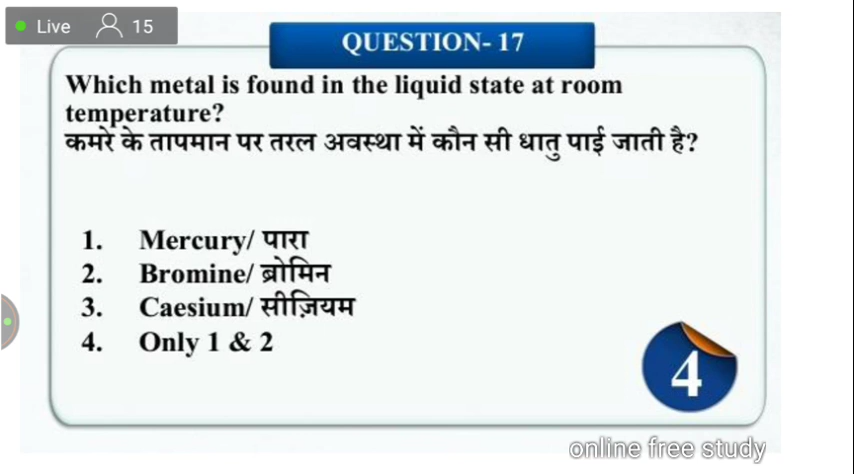 Live 15
QUESTION- 17
Which metal is found in the liquid state at room
temperature?
कमरे के तापमान पर तरल अवस्था में कौन सी धातु पाई जाती है?
1. Mercury/ पारा
2. Bromine/ ब्रोमिन
3. Caesium/ सीज़ियम
4. Only 1 & 2
4
online free study